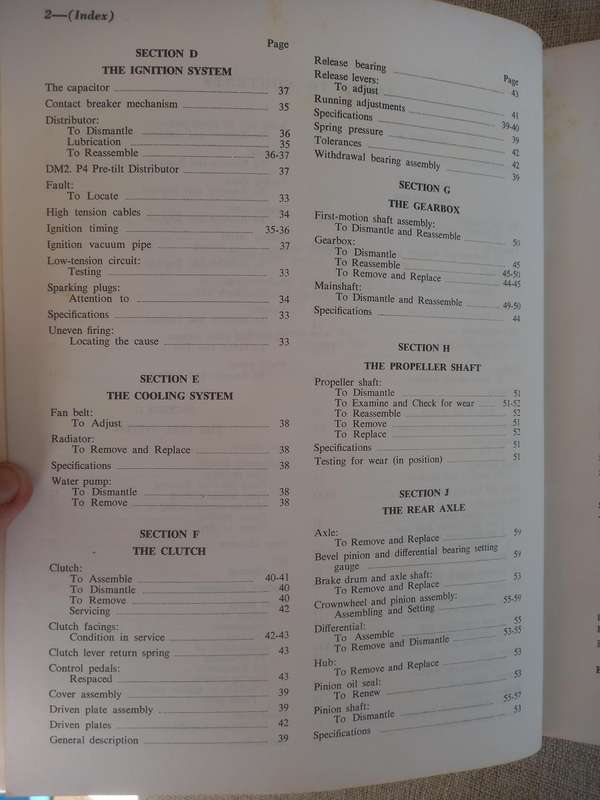 2—(Index)
Page
SECTION D
THE IGNITION SYSTEM
The capacitor 37
Contact breaker mechanism 35
Distributor:
To Dismantle 36
Lubrication 35
To Reassemble 36-37
DM2. P4 Pre-tilt Distributor 37
Fault:
To Locate 33
High tension cables 34
Ignition timing 35-36
Ignition vacuum pipe 37
Low-tension circuit:
Testing 33
Sparking plugs:
Attention to 34
Specifications 33
Uneven firing:
Locating the cause 33
SECTION E
THE COOLING SYSTEM
Fan belt:
To Adjust 38
Radiator:
To Remove and Replace 38
Specifications 38
Water pump:
To Dismantle 38
To Remove 38
SECTION F
THE CLUTCH
Clutch:
To Assemble 40-41
To Dismantle 40
To Remove 40
Servicing 42
Clutch facings:
Condition in service 42-43
Clutch lever return spring 43
Control pedals:
Respaced 43
Cover assembly 39
Driven plate assembly 39
Driven plates 42
General description 39
Page
Release bearing 43
Release levers:
To adjust 41
Running adjustments 39-40
Specifications 39
Spring pressure 42
Tolerances 42
Withdrawal bearing assembly 39
SECTION G
THE GEARBOX
First-motion shaft assembly:
To Dismantle and Reassemble 50
Gearbox:
To Dismantle 45
To Reassemble 45-50
To Remove and Replace 44-45
Mainshaft:
To Dismantle and Reassemble 49-50
Specifications 44
SECTION H
THE PROPELLER SHAFT
Propeller shaft:
To Dismantle 51
To Examine and Check for wear 51-52
To Reassemble 52
To Remove 51
To Replace 52
Specifications 51
Testing for wear (in position) 51
SECTION J
THE REAR AXLE
Axle:
To Remove and Replace 59
Bevel pinion and differential bearing setting
gauge 59
Brake drum and axle shaft:
To Remove and Replace 53
Crownwheel and pinion assembly:
Assembling and Setting 55-59
Differential:
To Assemble 55
To Remove and Dismantle 53-55
Hub:
To Remove and Replace 53
Pinion oil seal:
To Renew 53
Pinion shaft:
To Dismantle 55-57
Specifications 53